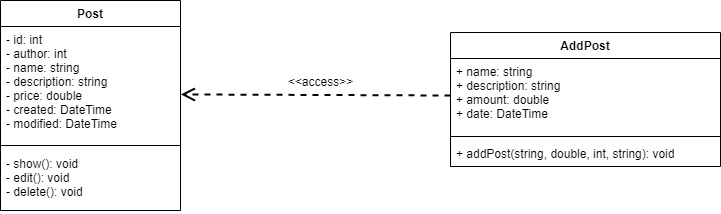 Post
- id: int
- author: int
- name: string
- description: string
- price: double
- created: DateTime
- modified: DateTime
- show(): void
- edit(): void
- delete(): void
<<access>>
AddPost
+ name: string
+ description: string
+ amount: double
+ date: DateTime
+ addPost(string, double, int, string): void